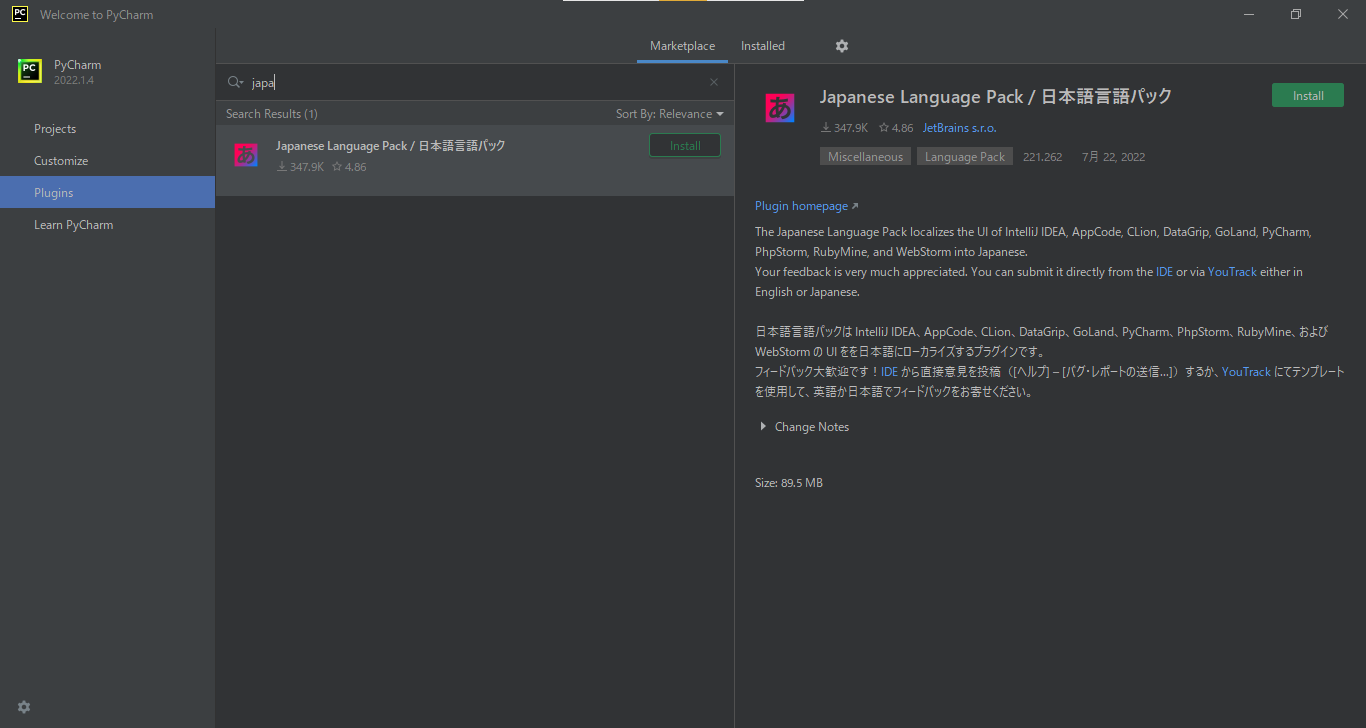 PC Welcome to PyCharm
Marketplace Installed
PC PyCharm
2022.1.4
Projects
Customize
Plugins
Learn PyCharm
japa
Search Results (1) Sort By: Relevance
あ Japanese Language Pack / 日本語言語パック Install
347.9K 4.86
あ Japanese Language Pack / 日本語言語パック Install
347.9K 4.86 JetBrains s.r.o.
Miscellaneous Language Pack 221.262 7月 22, 2022
Plugin homepage
The Japanese Language Pack localizes the UI of IntelliJ IDEA, AppCode, CLion, DataGrip, GoLand, PyCharm,
PhpStorm, RubyMine, and WebStorm into Japanese.
Your feedback is very much appreciated. You can submit it directly from the IDE or via YouTrack either in
English or Japanese.
日本語言語パックは IntelliJ IDEA、AppCode、CLion、DataGrip、GoLand、PyCharm、PhpStorm、RubyMine、および
WebStorm の UI をを日本語にローカライズするプラグインです。
フィードバック大歓迎です！IDE から直接意見を投稿（[ヘルプ] – [バグ・レポートの送信...]）するか、YouTrack にてテンプレート
を使用して、英語か日本語でフィードバックをお寄せください。
Change Notes
Size: 89.5 MB